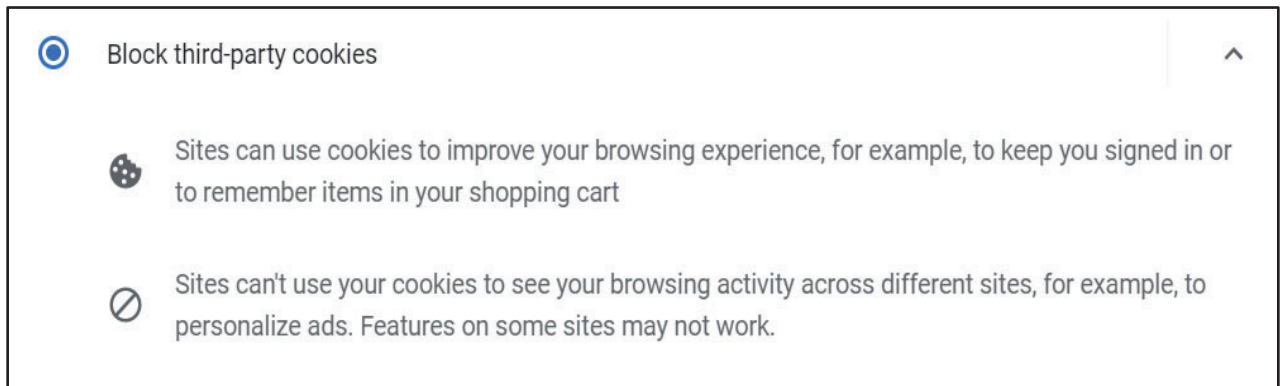 Block third-party cookies
Sites can use cookies to improve your browsing experience, for example, to keep you signed in or
to remember items in your shopping cart
Sites can't use your cookies to see your browsing activity across different sites, for example, to
personalize ads. Features on some sites may not work.